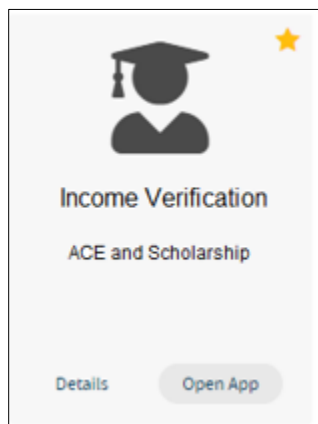 Income Verification
ACE and Scholarship
Details
Open App